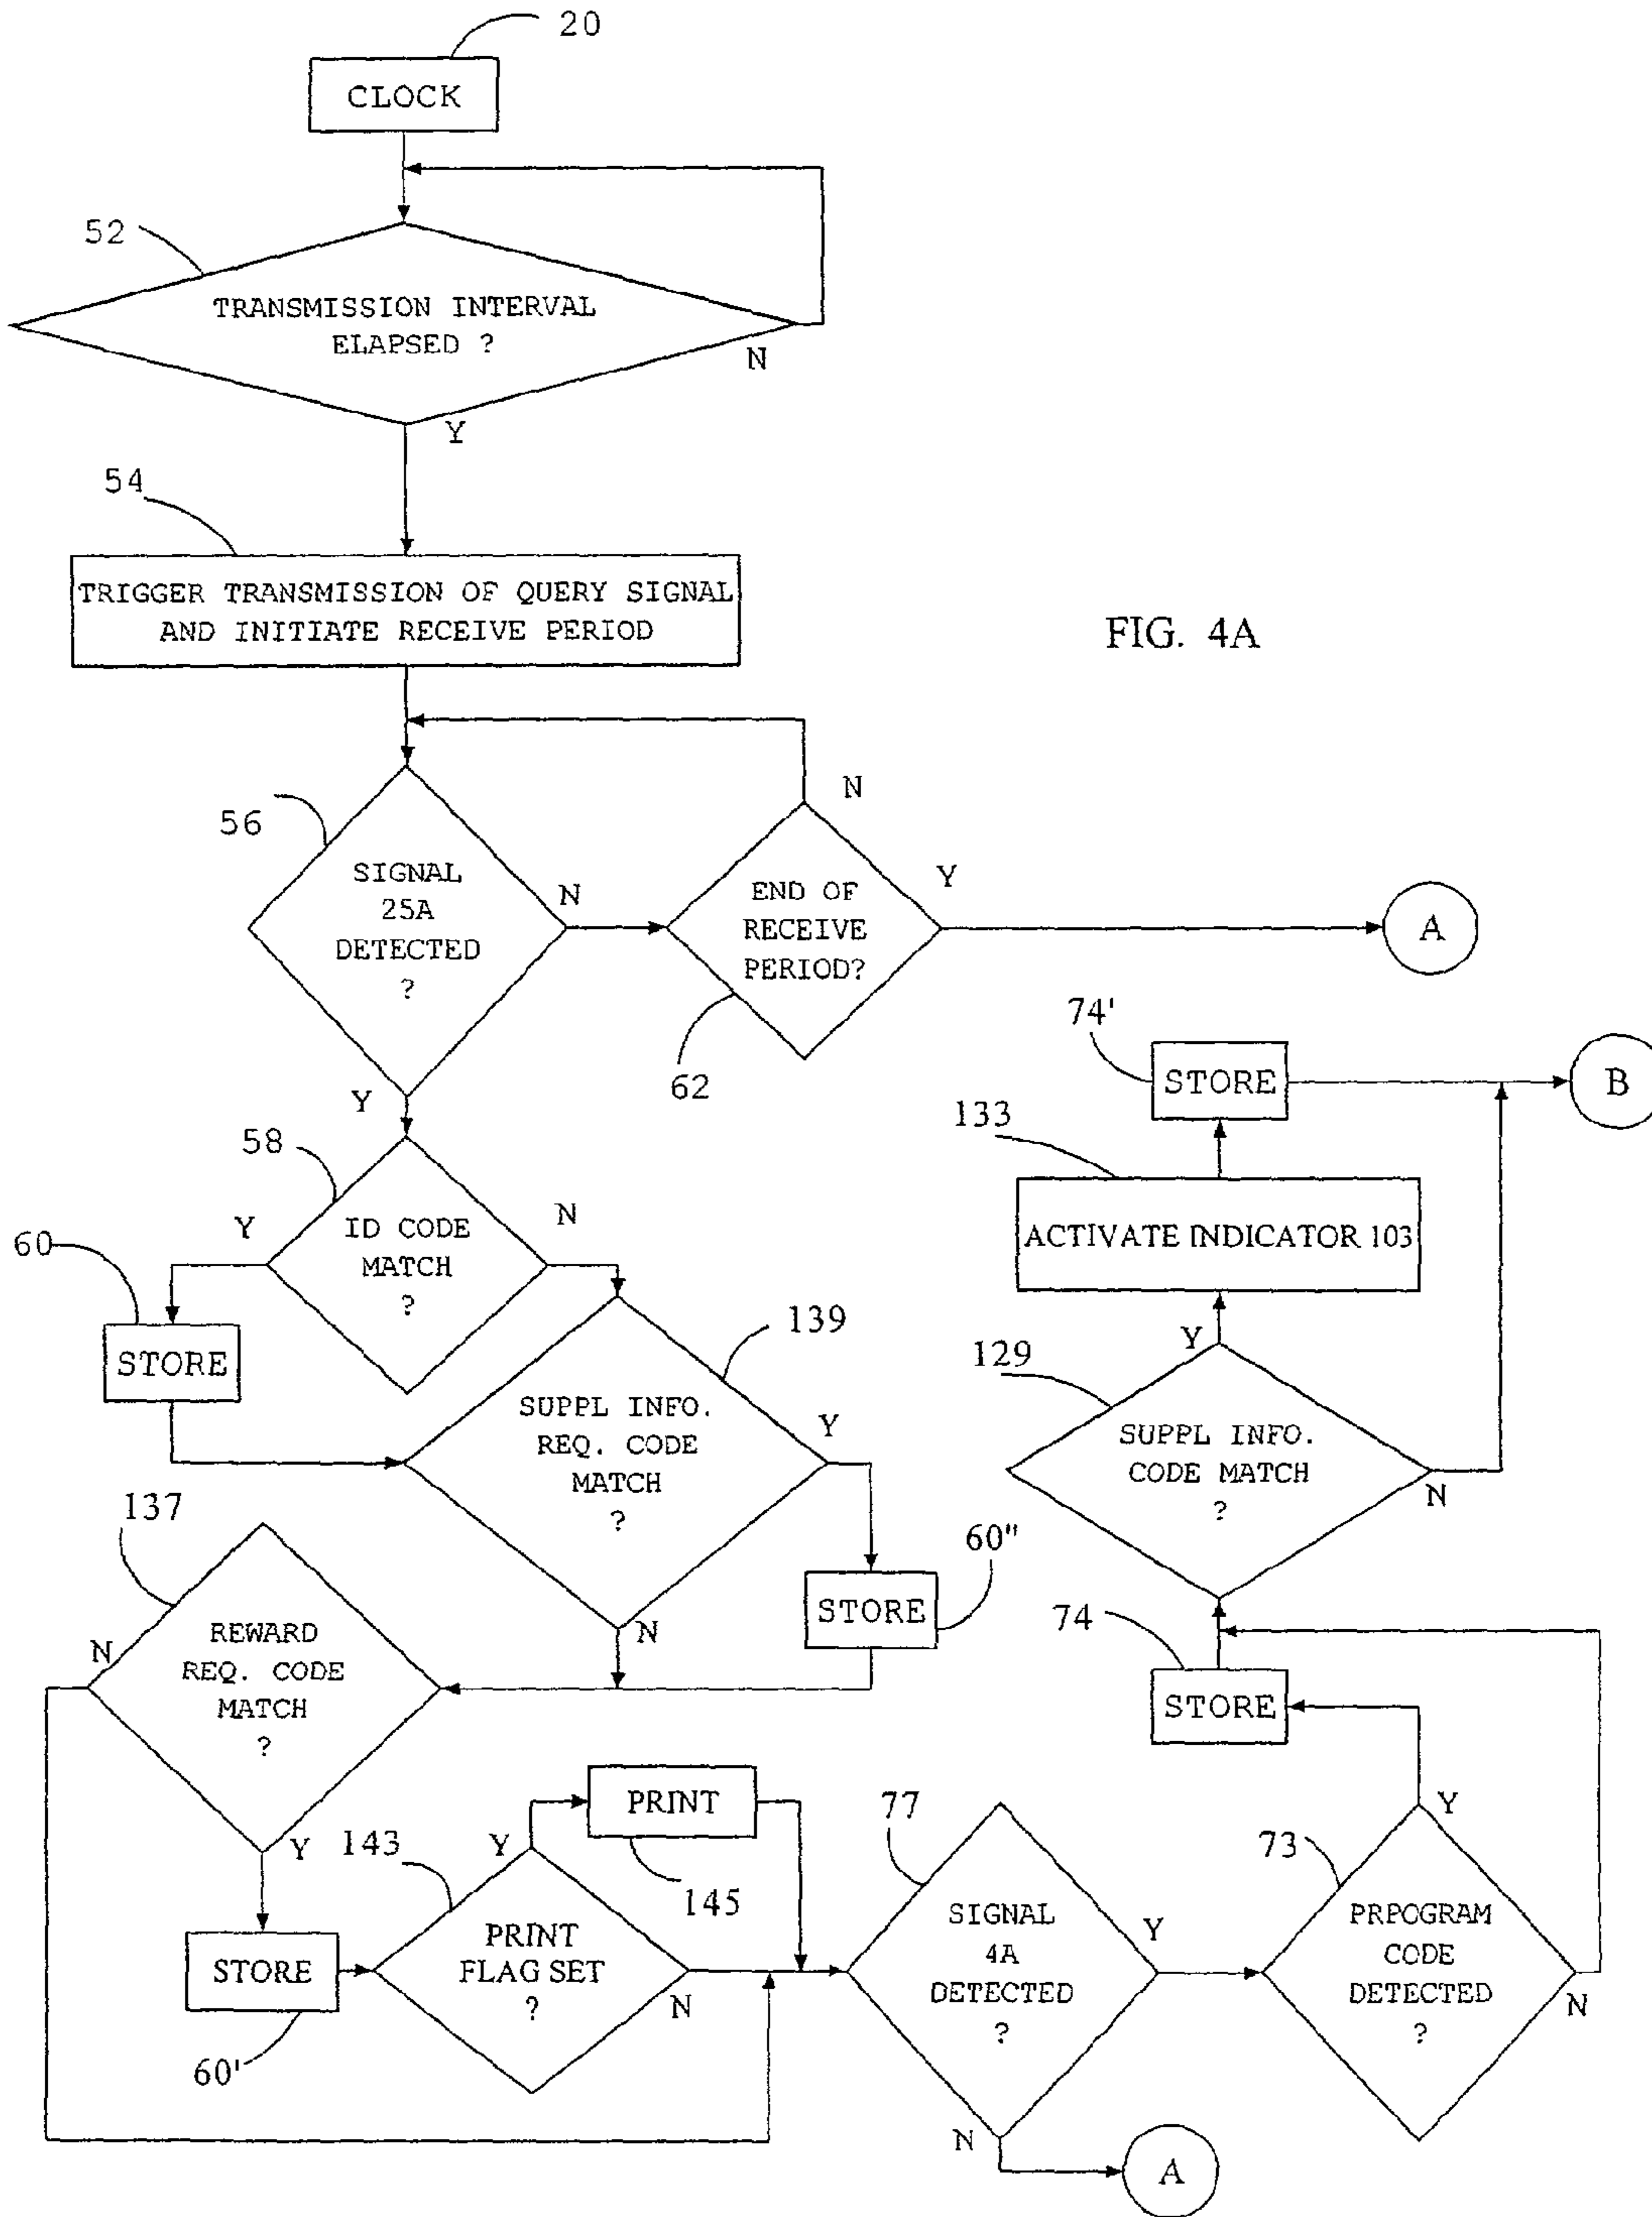 20
CLOCK
52
TRANSMISSION INTERVAL
ELAPSED ?
N
Y
54
TRIGGER TRANSMISSION OF QUERY SIGNAL
AND INITIATE RECEIVE PERIOD
FIG. 4A
56
SIGNAL
25A
DETECTED
?
N
Y
END OF
RECEIVE
PERIOD?
N
Y
62
A
58
ID CODE
MATCH
?
Y
N
60
STORE
139
SUPPL INFO.
REQ. CODE
MATCH
?
Y
N
60"
STORE
137
REWARD
REQ. CODE
MATCH
?
N
Y
STORE
60'
143
PRINT
FLAG SET
?
Y
N
PRINT
145
77
SIGNAL
4A
DETECTED
?
Y
N
A
73
PRPOGRAM
CODE
DETECTED
?
Y
N
74
STORE
129
SUPPL INFO.
CODE MATCH
?
Y
N
133
ACTIVATE INDICATOR 103
74'
STORE
B